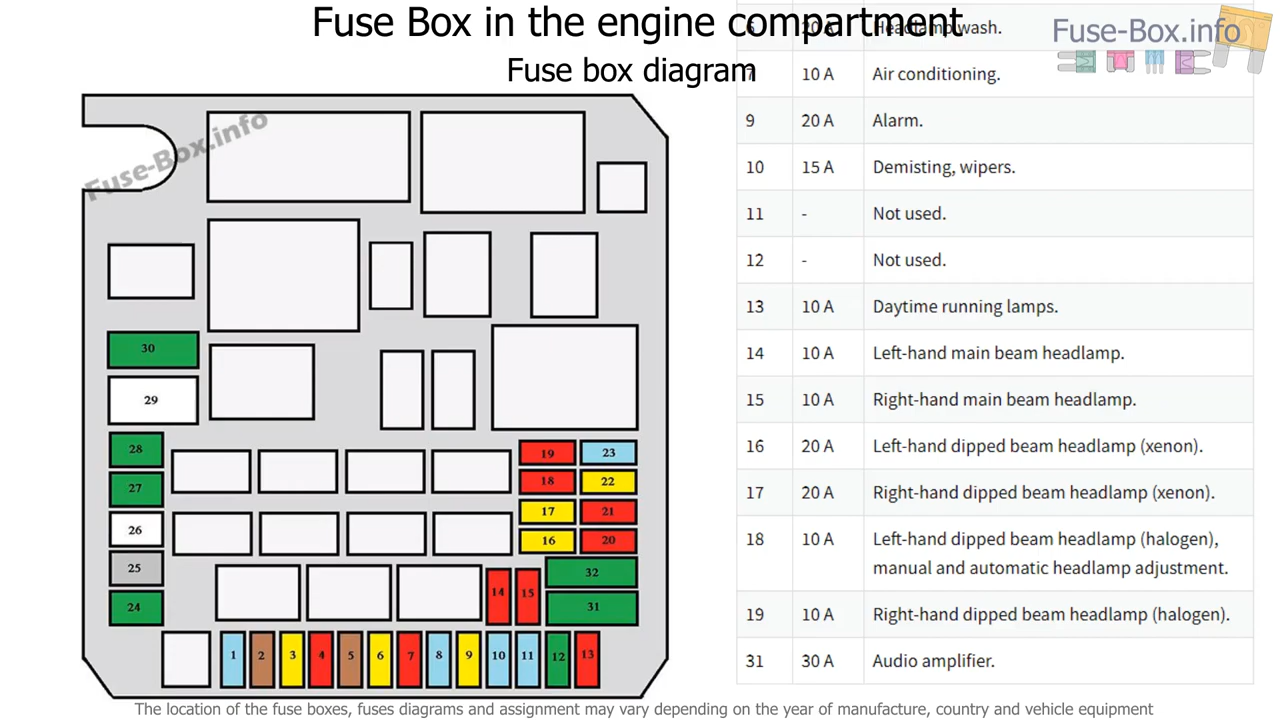 Fuse Box in the engine compartment
Fuse box diagram
Fuse-Box.info
Fuse-Box.info
6 20 A Headlamp wash.
7 10 A Air conditioning.
9 20 A Alarm.
10 15 A Demisting, wipers.
11 - Not used.
12 - Not used.
13 10 A Daytime running lamps.
14 10 A Left-hand main beam headlamp.
15 10 A Right-hand main beam headlamp.
16 20 A Left-hand dipped beam headlamp (xenon).
17 20 A Right-hand dipped beam headlamp (xenon).
18 10 A Left-hand dipped beam headlamp (halogen),
manual and automatic headlamp adjustment.
19 10 A Right-hand dipped beam headlamp (halogen).
31 30 A Audio amplifier.
30
29
28
27
26
25
24
19 23
18 22
17 21
16 20
32
14 15
31
1 2 3 4 5 6 7 8 9 10 11 12 13
The location of the fuse boxes, fuses diagrams and assignment may vary depending on the year of manufacture, country and vehicle equipment